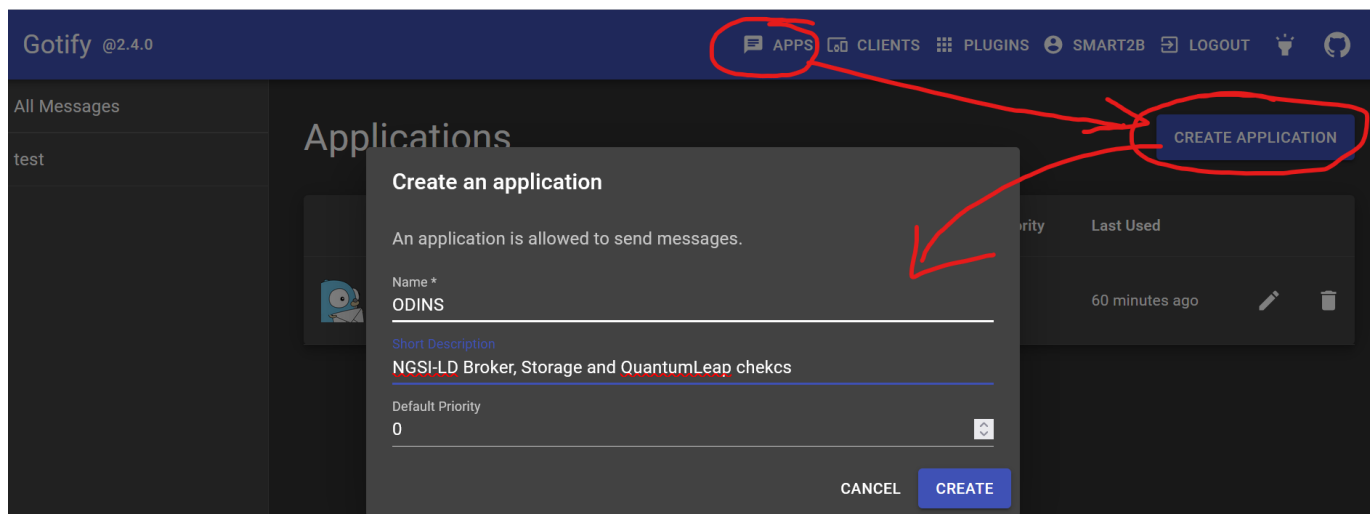 Gotify @2.4.0
APPS CLIENTS PLUGINS SMART2B LOGOUT
All Messages
test
Applications
CREATE APPLICATION
Create an application
An application is allowed to send messages.
Name *
ODINS
Short Description
NGSI-LD Broker, Storage and QuantumLeap chekcs
Default Priority
0
CANCEL CREATE
ority Last Used
60 minutes ago